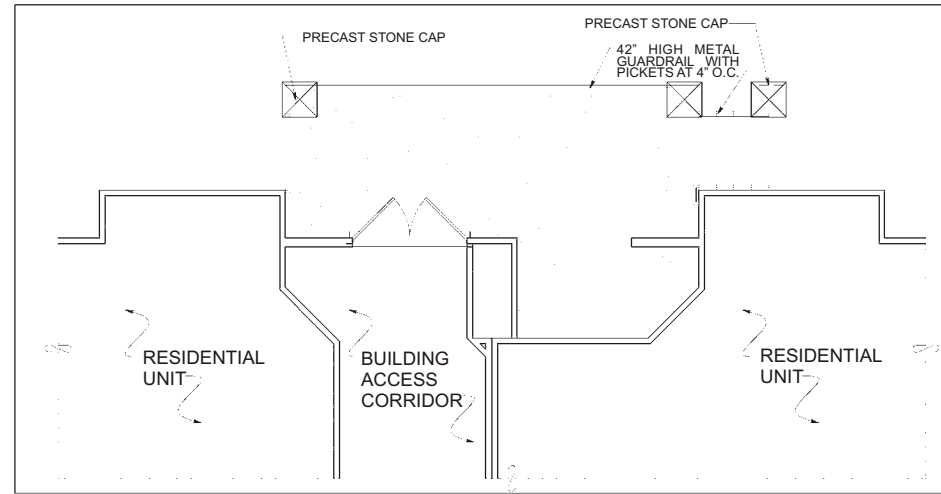 PRECAST STONE CAP
PRECAST STONE CAP
42" HIGH METAL
GUARDRAIL WITH
PICKETS AT 4" O.C.
RESIDENTIAL
UNIT
BUILDING
ACCESS
CORRIDOR
RESIDENTIAL
UNIT